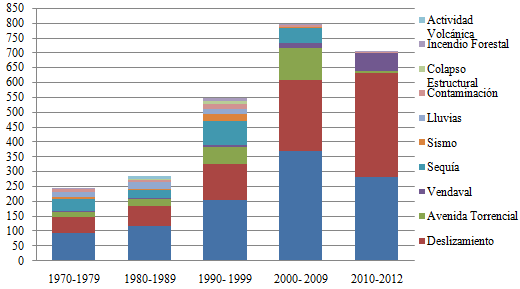 850
800
750
700
650
600
550
500
450
400
350
300
250
200
150
100
50
0
1970-1979
1980-1989
1990-1999
2000- 2009
2010-2012
Actividad
Volcánica
Incendio Forestal
Colapso
Estructural
Contaminación
Lluvias
Sismo
Sequía
Vendaval
Avenida Torrencial
Deslizamiento